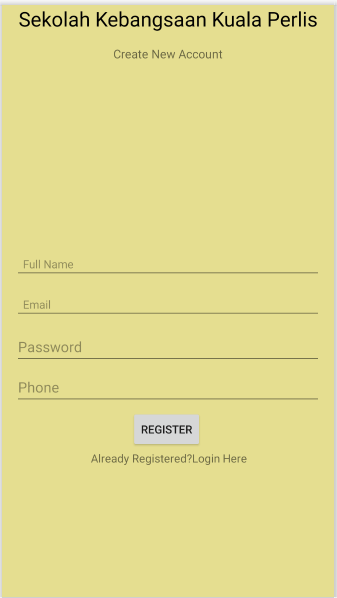 Sekolah Kebangsaan Kuala Perlis
Create New Account
Full Name
Email
Password
Phone
REGISTER
Already Registered?Login Here